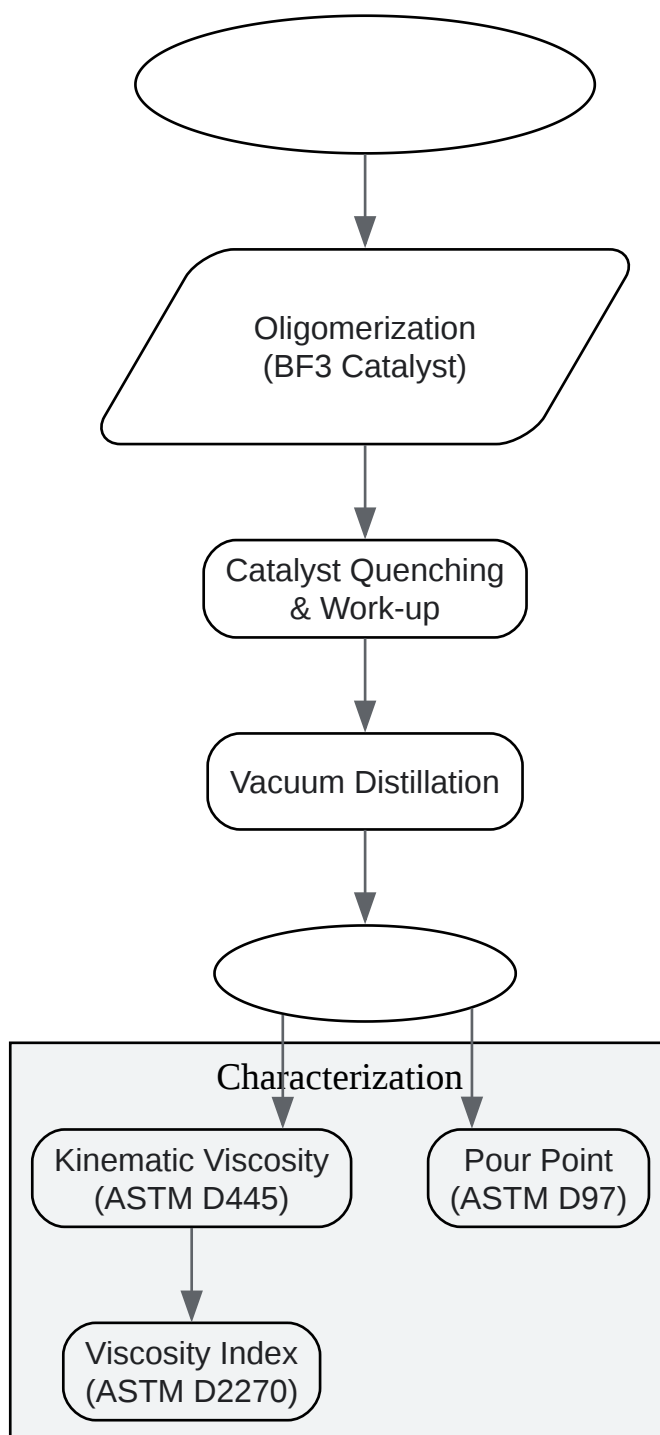 Oligomerization
(BF3 Catalyst)
Catalyst Quenching
& Work-up
Vacuum Distillation
Characterization
Kinematic Viscosity
(ASTM D445)
Pour Point
(ASTM D97)
Viscosity Index
(ASTM D2270)